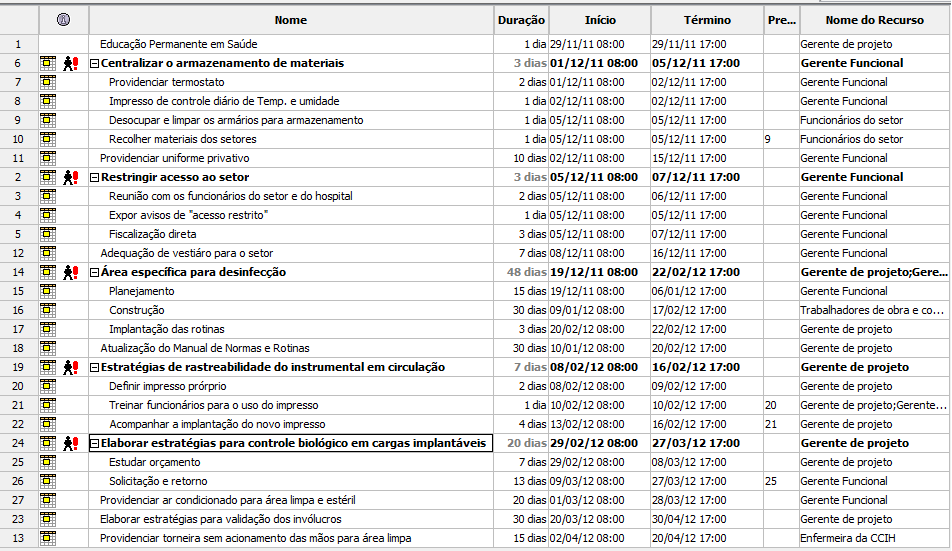 Nome Duração Início Término Pre... Nome do Recurso
1 Educação Permanente em Saúde 1 dia 29/11/11 08:00 29/11/11 17:00 Gerente de projeto
6 Centralizar o armazenamento de materiais 3 dias 01/12/11 08:00 05/12/11 17:00 Gerente Funcional
7 Providenciar termostato 2 dias 01/12/11 08:00 02/12/11 17:00 Gerente Funcional
8 Impresso de controle diário de Temp. e umidade 1 dia 02/12/11 08:00 02/12/11 17:00 Gerente Funcional
9 Desocupar e limpar os armários para armazenamento 1 dia 05/12/11 08:00 05/12/11 17:00 Funcionários do setor
10 Recolher materiais dos setores 1 dia 05/12/11 08:00 05/12/11 17:00 9 Funcionários do setor
11 Providenciar uniforme privativo 10 dias 02/12/11 08:00 15/12/11 17:00 Gerente Funcional
2 Restringir acesso ao setor 3 dias 05/12/11 08:00 07/12/11 17:00 Gerente Funcional
3 Reunião com os funcionários do setor e do hospital 2 dias 05/12/11 08:00 06/12/11 17:00 Gerente Funcional
4 Expor avisos de "acesso restrito" 1 dia 05/12/11 08:00 05/12/11 17:00 Gerente Funcional
5 Fiscalização direta 3 dias 05/12/11 08:00 07/12/11 17:00 Gerente Funcional
12 Adequação de vestiáro para o setor 7 dias 08/12/11 08:00 16/12/11 17:00 Gerente Funcional
14 Área específica para desinfecção 48 dias 19/12/11 08:00 22/02/12 17:00 Gerente de projeto;Gere...
15 Planejamento 15 dias 19/12/11 08:00 06/01/12 17:00 Gerente Funcional
16 Construção 30 dias 09/01/12 08:00 17/02/12 17:00 Trabalhadores de obra e co...
17 Implantação das rotinas 3 dias 20/02/12 08:00 22/02/12 17:00 Gerente de projeto
18 Atualização do Manual de Normas e Rotinas 30 dias 10/01/12 08:00 20/02/12 17:00 Gerente de projeto
19 Estratégias de rastreabilidade do instrumental em circulação 7 dias 08/02/12 08:00 16/02/12 17:00 Gerente de projeto
20 Definir impresso prórprio 2 dias 08/02/12 08:00 09/02/12 17:00 Gerente de projeto
21 Treinar funcionários para o uso do impresso 1 dia 10/02/12 08:00 10/02/12 17:00 20 Gerente de projeto;Gerente...
22 Acompanhar a implantação do novo impresso 4 dias 13/02/12 08:00 16/02/12 17:00 21 Gerente de projeto
24 Elaborar estratégias para controle biológico em cargas implantáveis 20 dias 29/02/12 08:00 27/03/12 17:00 Gerente de projeto
25 Estudar orçamento 7 dias 29/02/12 08:00 08/03/12 17:00 Gerente de projeto
26 Solicitação e retorno 13 dias 09/03/12 08:00 27/03/12 17:00 25 Gerente Funcional
27 Providenciar ar condicionado para área limpa e estéril 20 dias 01/03/12 08:00 28/03/12 17:00 Gerente Funcional
23 Elaborar estratégias para validação dos invólucros 30 dias 20/03/12 08:00 30/04/12 17:00 Gerente de projeto
13 Providenciar torneira sem acionamento das mãos para área limpa 15 dias 02/04/12 08:00 20/04/12 17:00 Enfermeira da CCIH